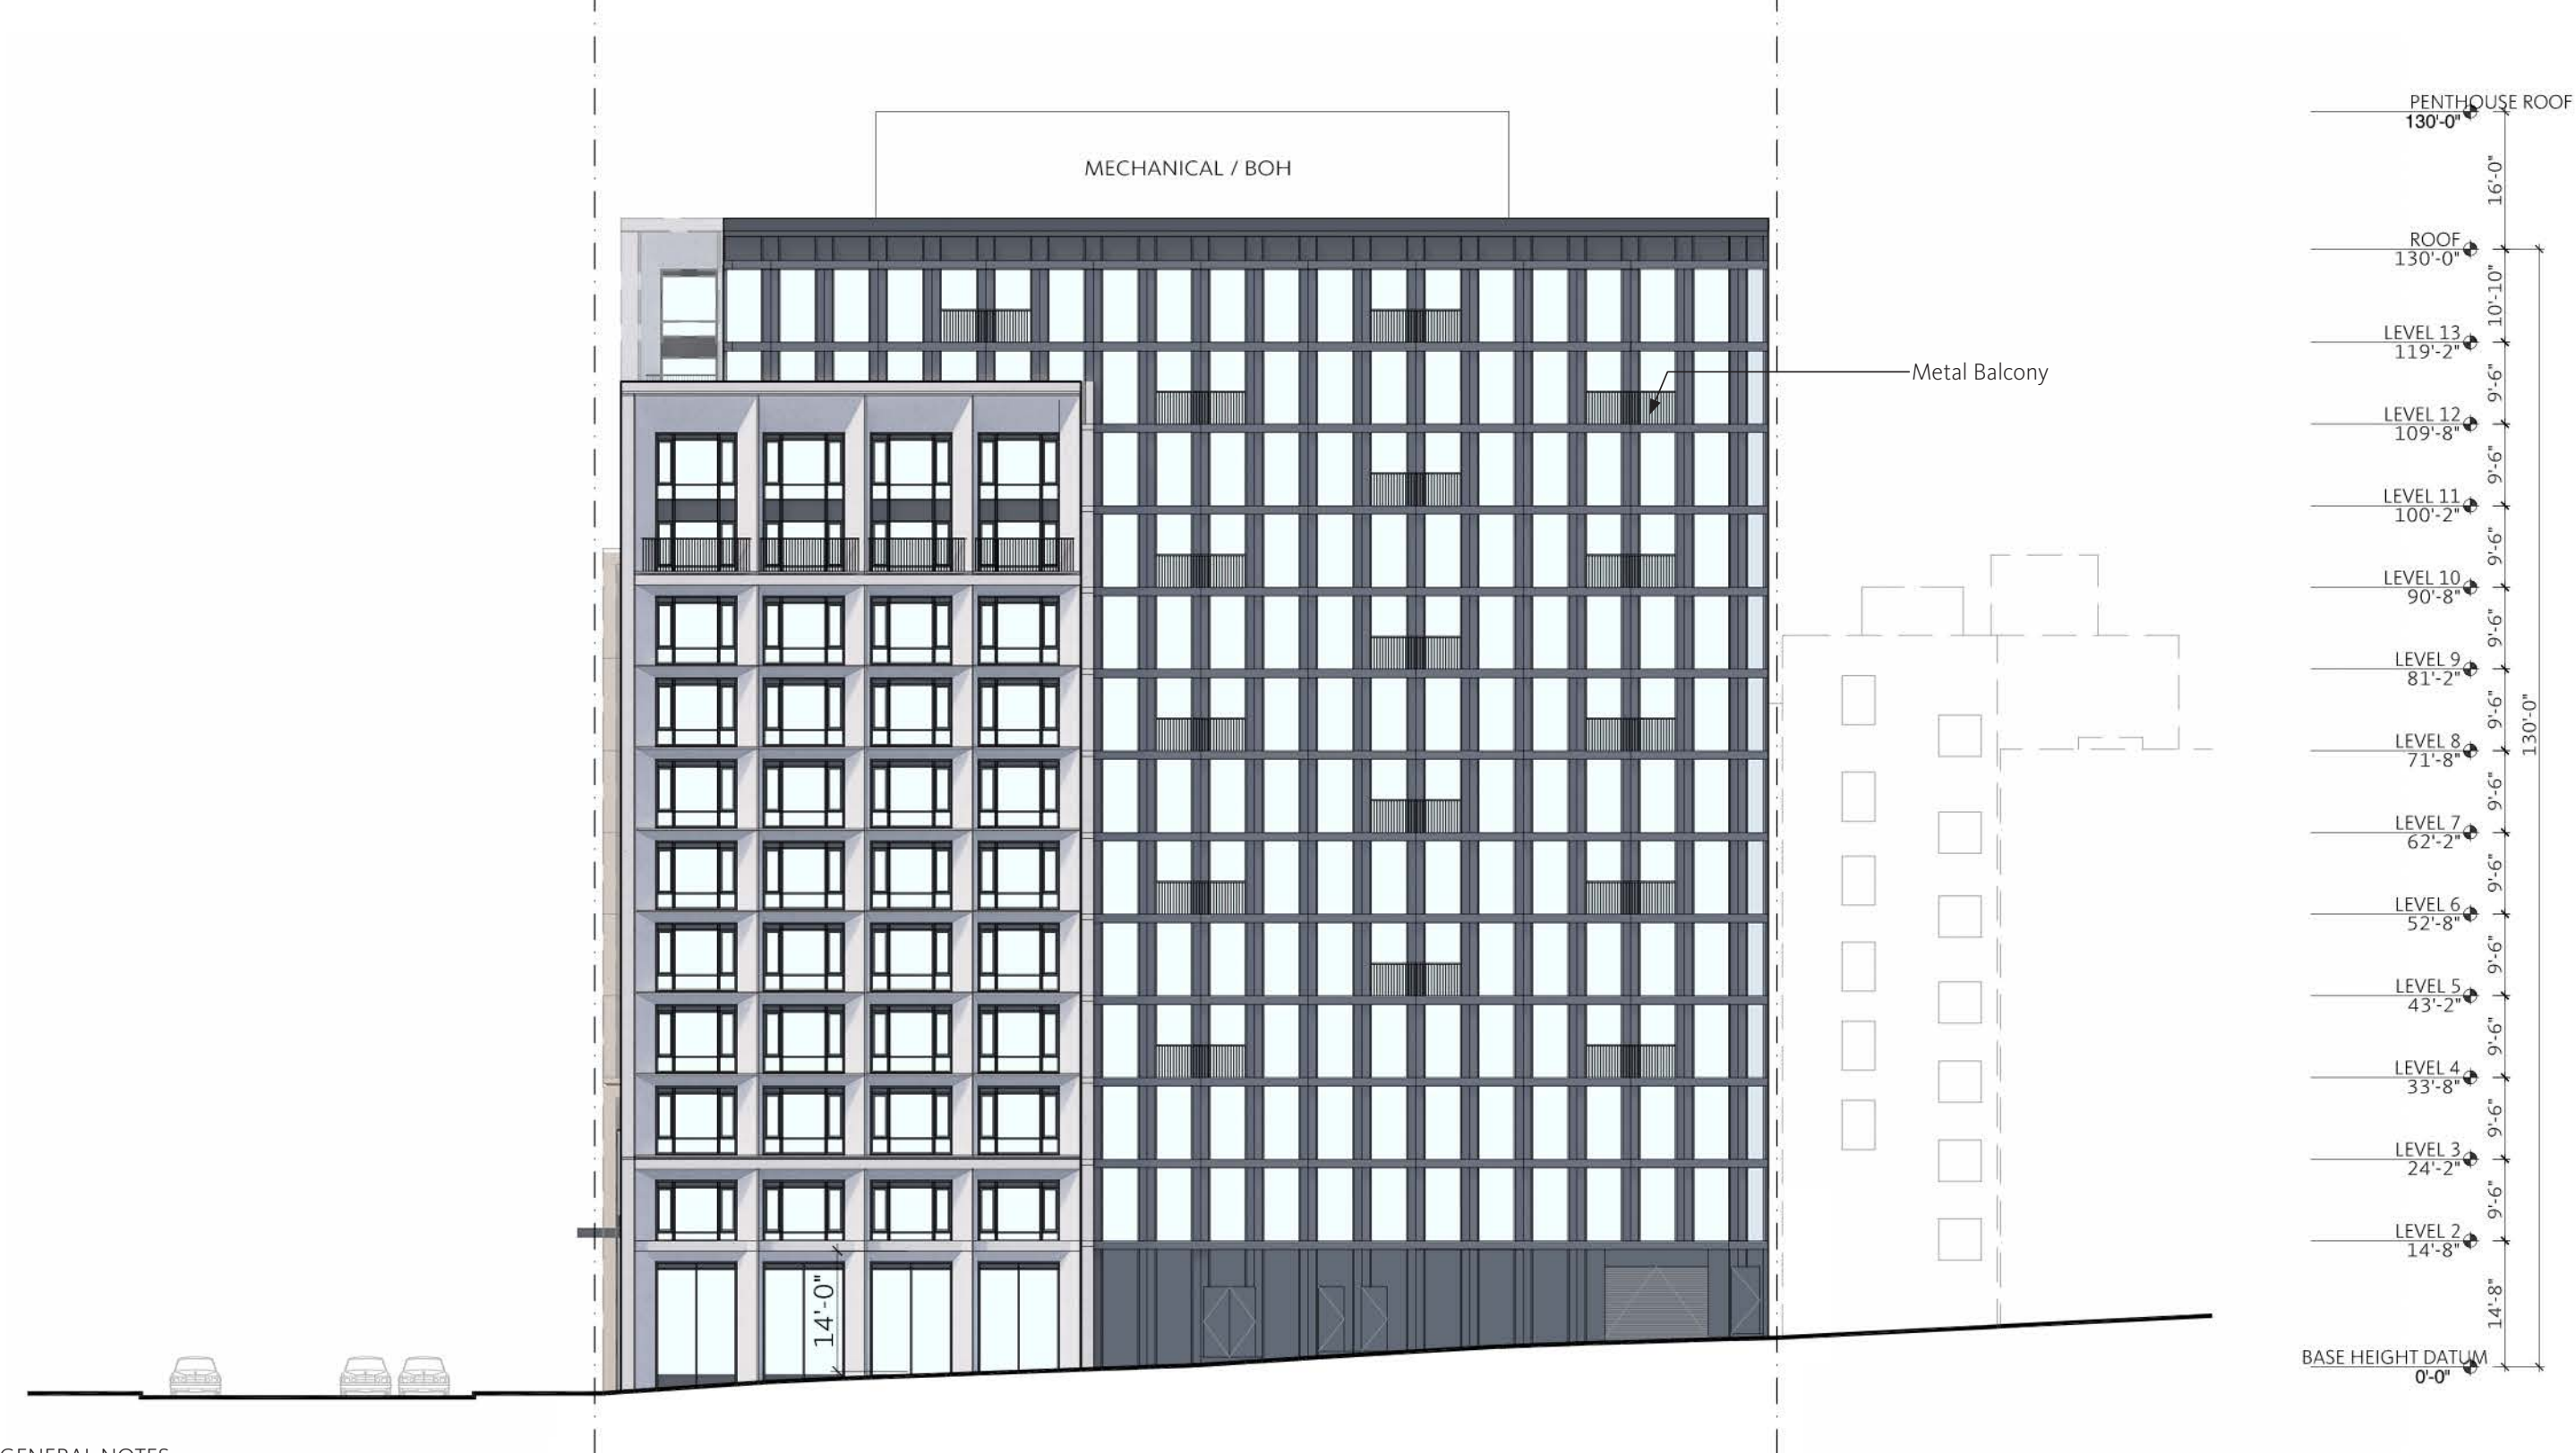 PENTHOUSE ROOF
130'-0"
16'-0"
MECHANICAL / BOH
ROOF
130'-0"
10'-10"
LEVEL 13
119'-2"
9'-6"
Metal Balcony
LEVEL 12
109'-8"
9'-6"
LEVEL 11
100'-2"
9'-6"
LEVEL 10
90'-8"
9'-6"
LEVEL 9
81'-2"
9'-6"
130'-0"
LEVEL 8
71'-8"
9'-6"
LEVEL 7
62'-2"
9'-6"
LEVEL 6
52'-8"
9'-6"
LEVEL 5
43'-2"
9'-6"
LEVEL 4
33'-8"
9'-6"
LEVEL 3
24'-2"
9'-6"
LEVEL 2
14'-8"
14'-0"
14'-8"
BASE HEIGHT DATUM
0'-0"
GENERAL NOTES